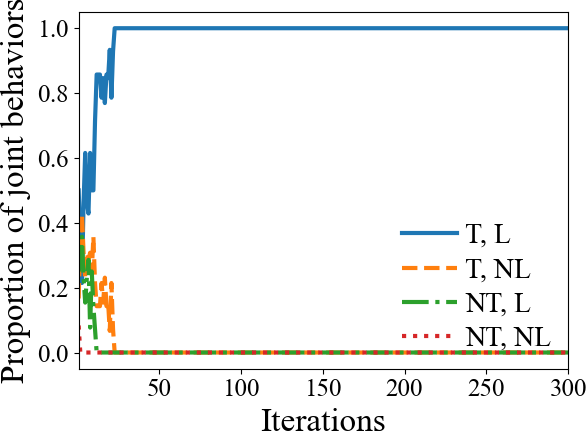 Proportion of joint behaviors
1.0
0.8
0.6
0.4
0.2
0.0
T, L
T, NL
NT, L
NT, NL
50 100 150 200 250 300
Iterations